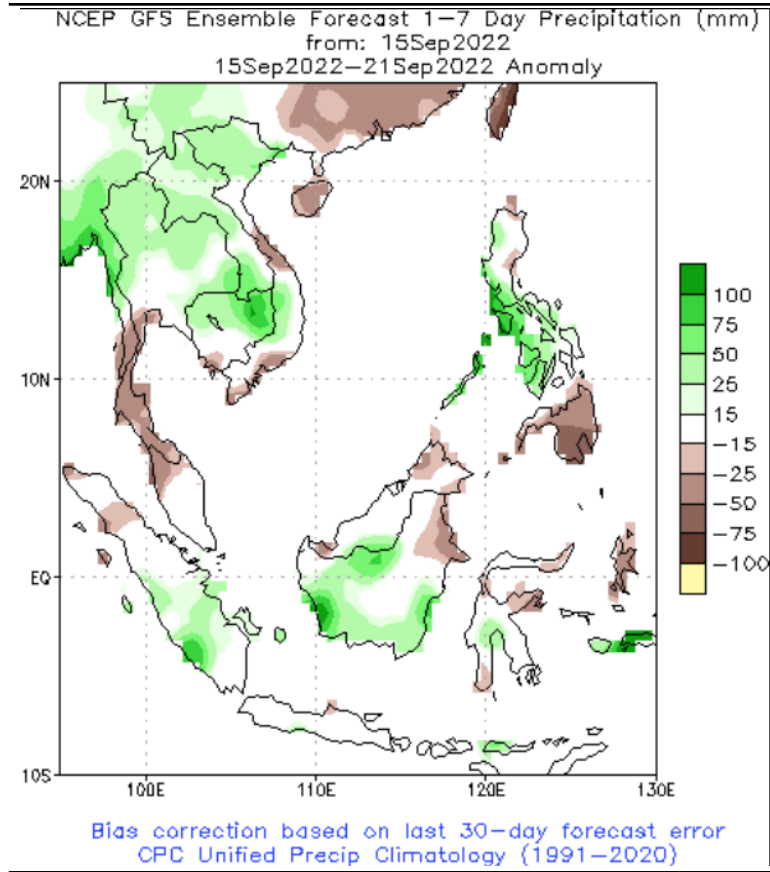 NCEP GFS Ensemble Forecast 1-7 Day Precipitation (mm)
from: 15Sep2022
15Sep2022-21Sep2022 Anomaly
20N
15N
10N
5N
EQ
10S
100E
110E
120E
130E
100
75
50
25
15
-15
-25
-50
-75
-100
Bias correction based on last 30-day forecast error
CPC Unified Precip Climatology (1991-2020)